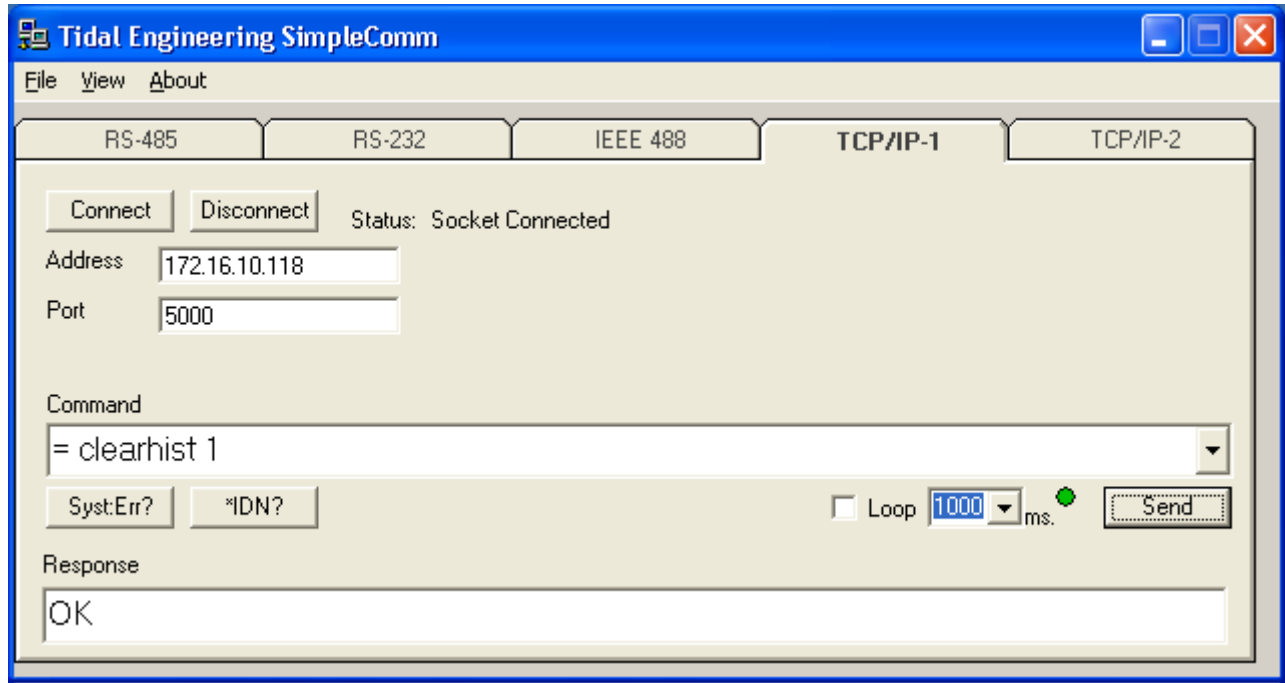 Tidal Engineering SimpleComm
File View About
RS-485 RS-232 IEEE 488 TCP/IP-1 TCP/IP-2
Connect Disconnect Status: Socket Connected
Address 172.16.10.118
Port 5000
Command
= clearhist 1
Syst:Err? *IDN? Loop 1000 ms. Send
Response
OK